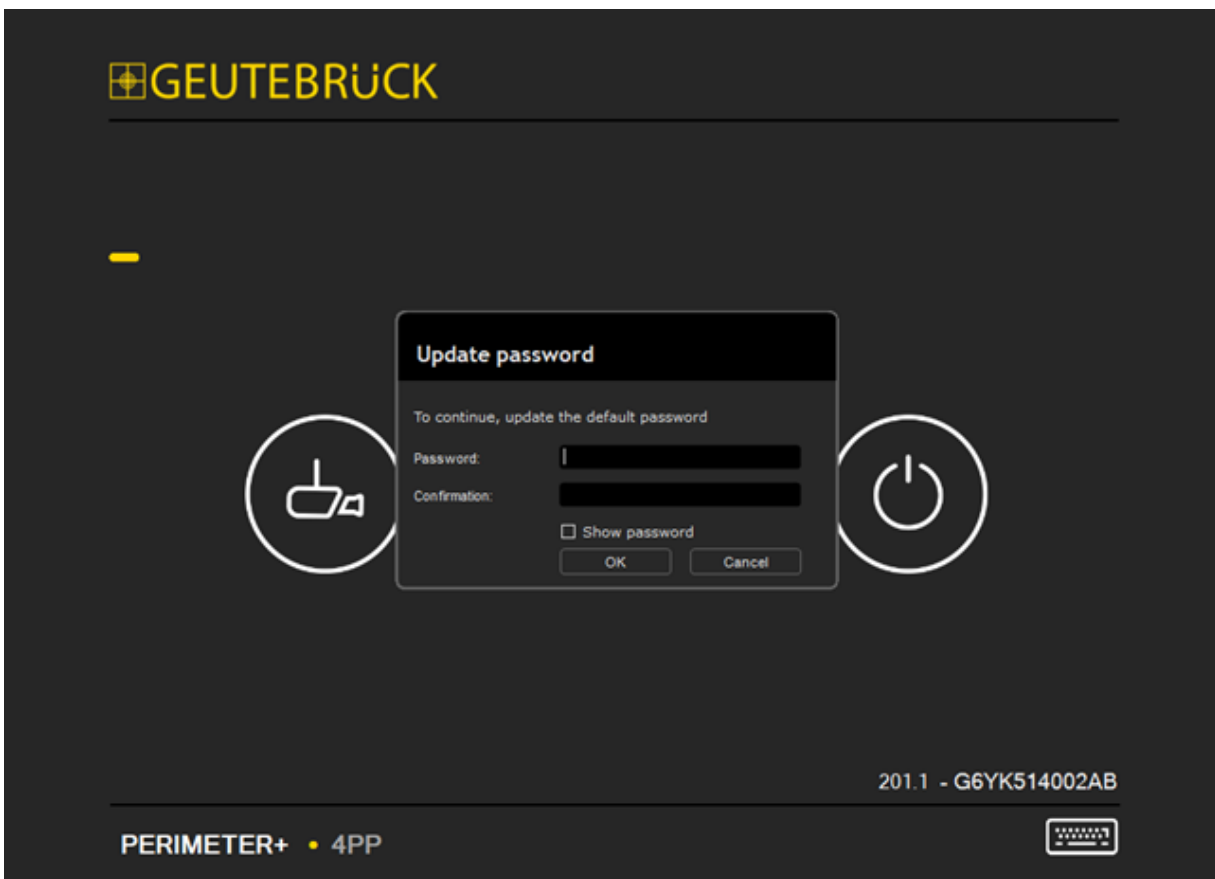 GEUTEBRÜCK
Update password
To continue, update the default password
Password:
Confirmation:
Show password
OK Cancel
201.1 - G6YK514002AB
PERIMETER+ • 4PP